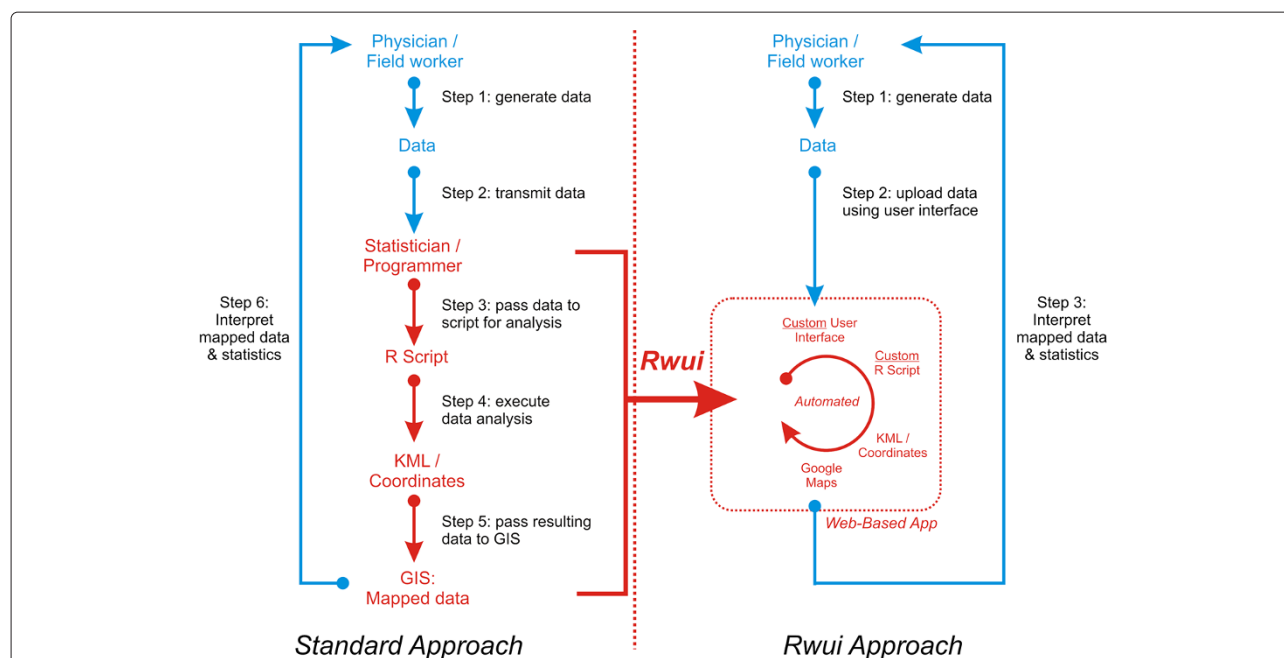 Physician /
Field worker
Step 1: generate data
Data
Step 2: transmit data
Statistician /
Programmer
Step 3: pass data to
script for analysis
R Script
Step 4: execute
data analysis
KML /
Coordinates
Step 5: pass resulting
data to GIS
GIS:
Mapped data
Step 6:
Interpret
mapped data
& statistics
Standard Approach
Rwui
Physician /
Field worker
Step 1: generate data
Data
Step 2: upload data
using user interface
Custom User
Interface
Custom
R Script
Automated
KML /
Coordinates
Google
Maps
Web-Based App
Step 3:
Interpret
mapped data
& statistics
Rwui Approach